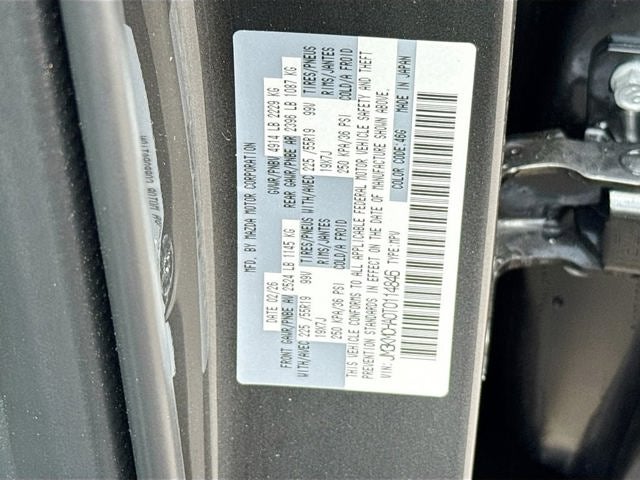 MFD. BY MAZDA MOTOR CORPORATION
DATE 02/26 GVWR/PNBV 4914 LB 2229 KG
FRONT GAWR/PNBE AV 2524 LB 1145 KG REAR GAWR/PNBE AR 2396 LB 1087 KG
WITH/AVEC 225 /55R19 99V TIRES/PNEUS WITH/AVEC 225 /55R19 99V TIRES/PNEUS
19X7J RIMS/JANTES 19X7J RIMS/JANTES
250 KPA/36 PSI COLD/A FROID 250 KPA/36 PSI COLD/A FROID
THIS VEHICLE CONFORMS TO ALL APPLICABLE FEDERAL MOTOR VEHICLE SAFETY AND THEFT
PREVENTION STANDARDS IN EFFECT ON THE DATE OF MANUFACTURE SHOWN ABOVE.
VIN: TYPE:MPV COLOR CODE:46G MADE IN JAPAN